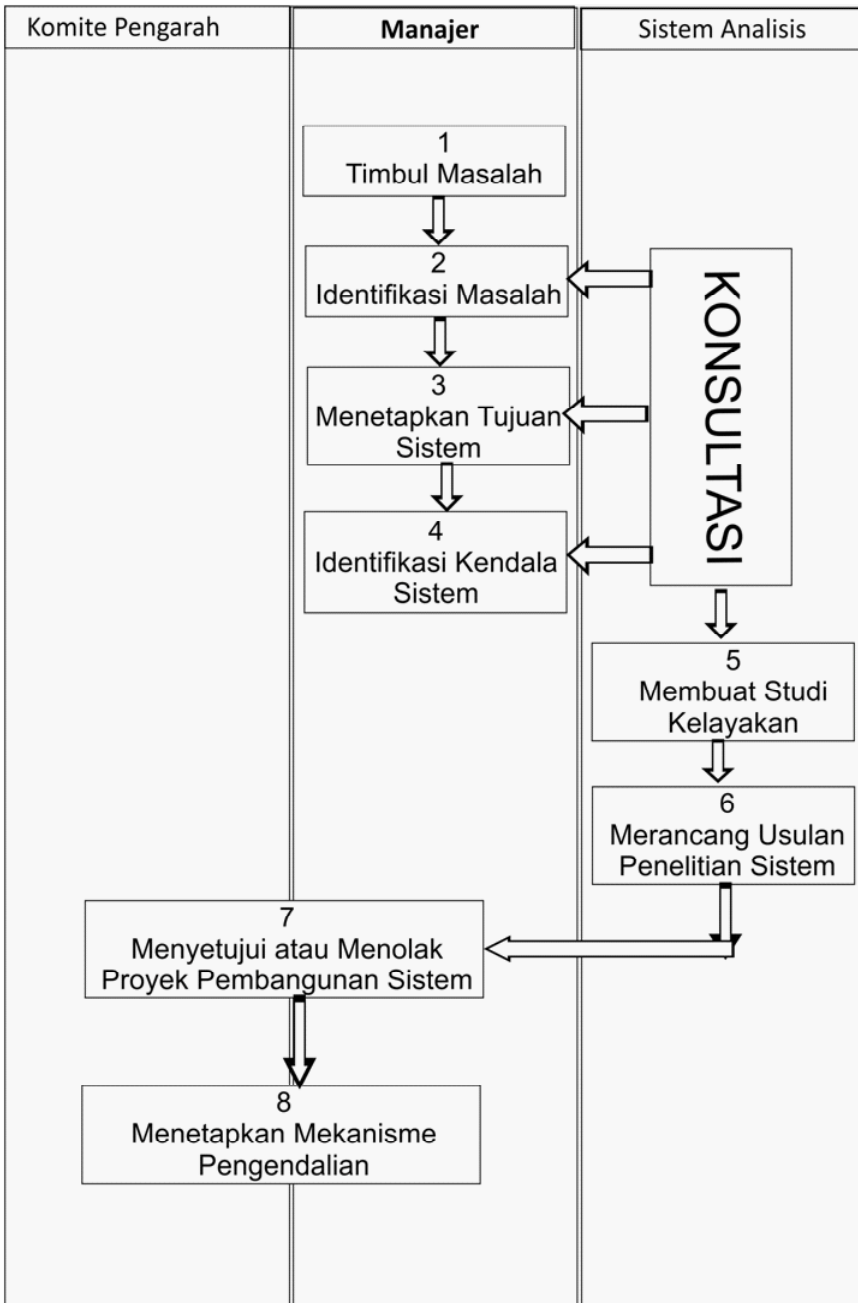 Komite Pengarah
Manajer
Sistem Analisis
1
Timbul Masalah
2
Identifikasi Masalah
3
Menetapkan Tujuan
Sistem
4
Identifikasi Kendala
Sistem
KONSULTASI
5
Membuat Studi
Kelayakan
6
Merancang Usulan
Penelitian Sistem
7
Menyetujui atau Menolak
Proyek Pembangunan Sistem
8
Menetapkan Mekanisme
Pengendalian